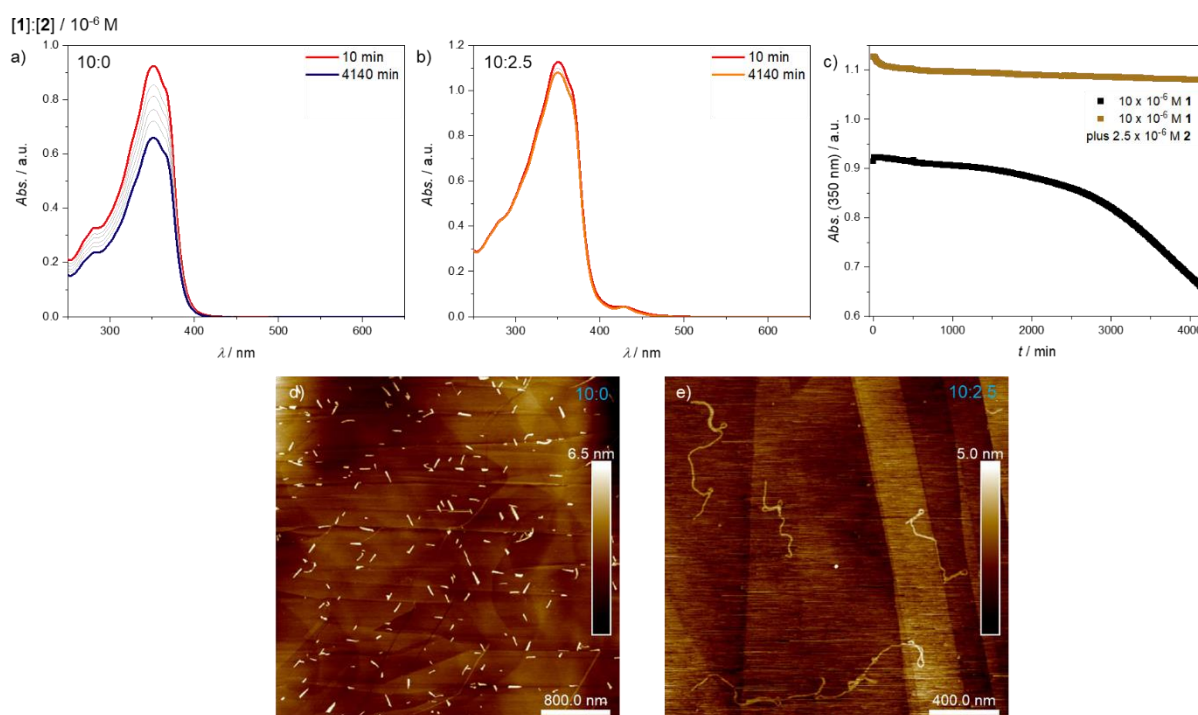 [1]:[2] / 10⁻⁶ M
a)
10:0
10 min
4140 min
Abs. / a.u.
1.0
0.8
0.6
0.4
0.2
0.0
300 400 500 600
λ / nm
b)
10:2.5
10 min
4140 min
Abs. / a.u.
1.2
1.0
0.8
0.6
0.4
0.2
0.0
300 400 500 600
λ / nm
c)
10 x 10⁻⁶ M 1
10 x 10⁻⁶ M 1
plus 2.5 x 10⁻⁶ M 2
Abs. (350 nm) / a.u.
1.1
1.0
0.9
0.8
0.7
0.6
0 1000 2000 3000 4000
t / min
d)
10:0
6.5 nm
800.0 nm
e)
10:2.5
5.0 nm
400.0 nm